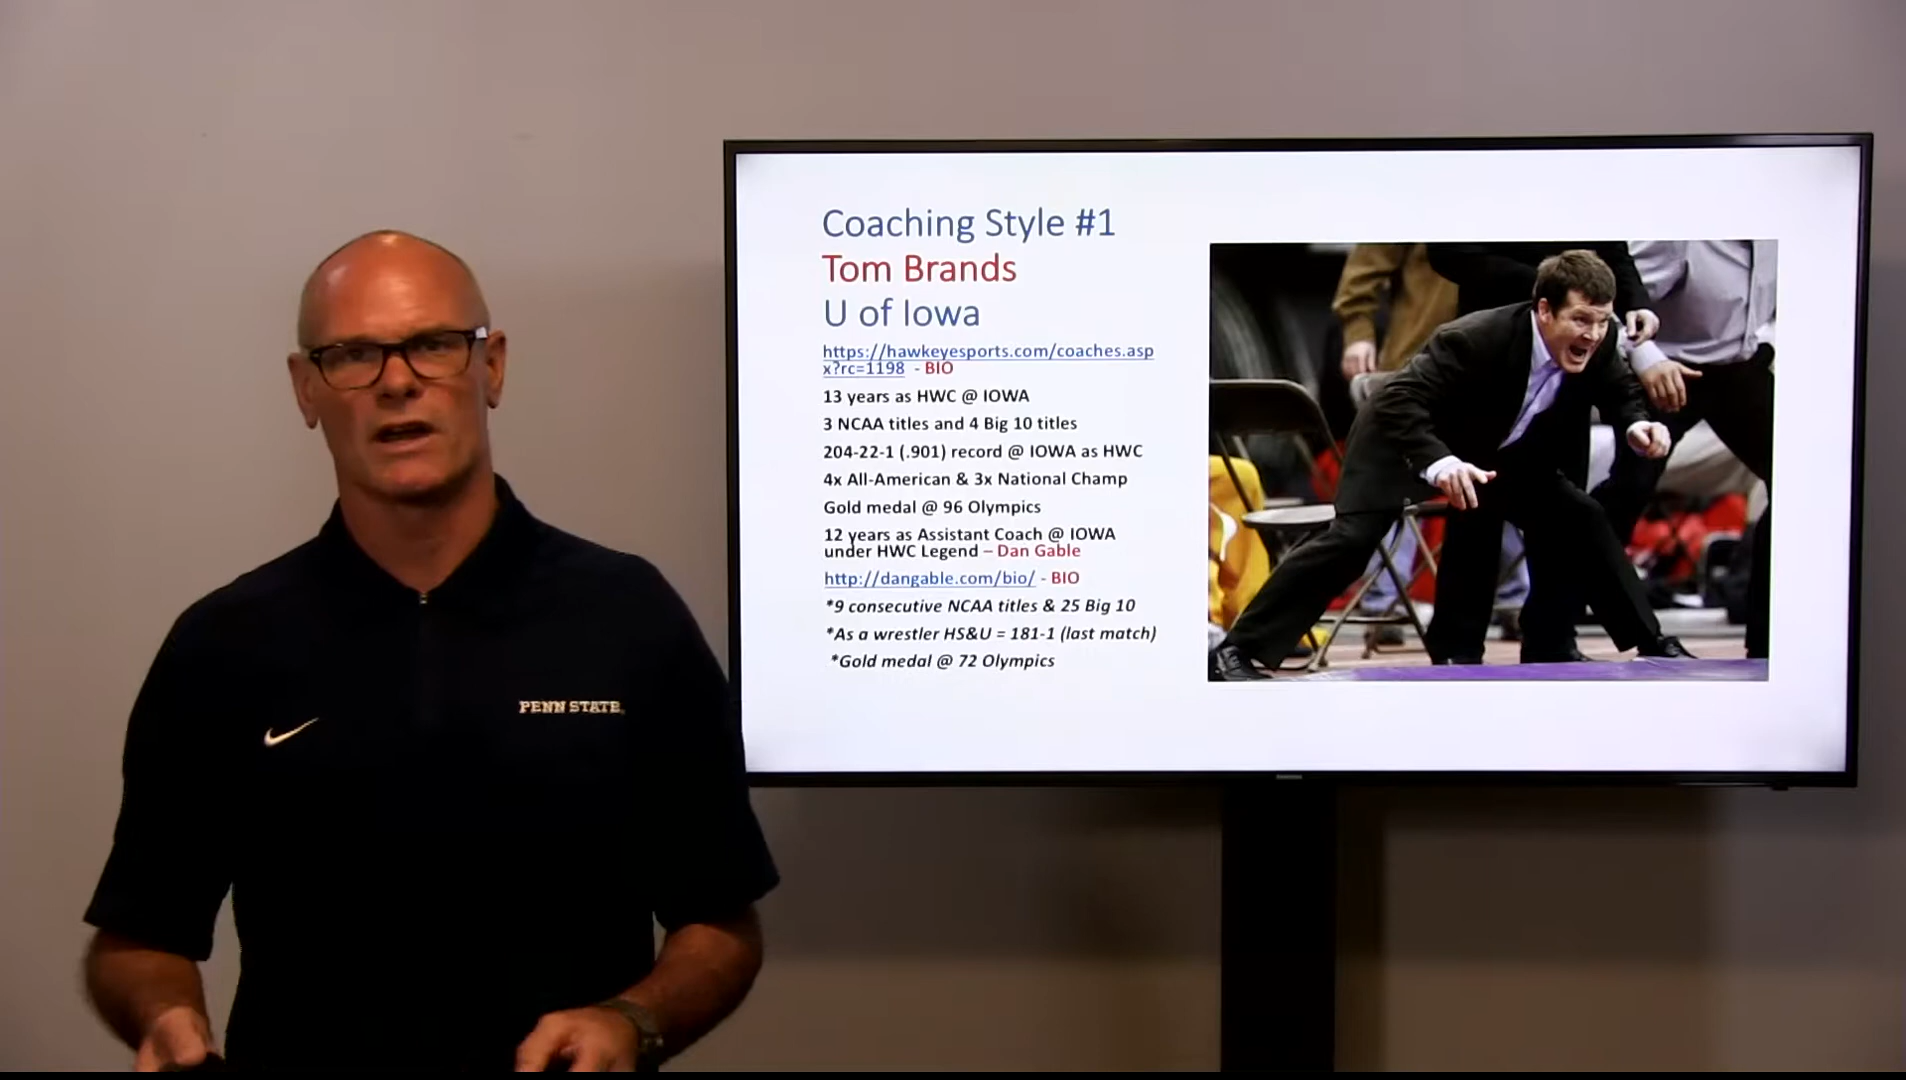 Coaching Style #1
Tom Brands
U of Iowa
https://hawkeyesports.com/coaches.asp
x?rc=1198 - BIO
13 years as HWC @ IOWA
3 NCAA titles and 4 Big 10 titles
204-22-1 (.901) record @ IOWA as HWC
4x All-American & 3x National Champ
Gold medal @ 96 Olympics
12 years as Assistant Coach @ IOWA
under HWC Legend – Dan Gable
http://dangable.com/bio/ - BIO
*9 consecutive NCAA titles & 25 Big 10
*As a wrestler HS&U = 181-1 (last match)
*Gold medal @ 72 Olympics
PENN STATE